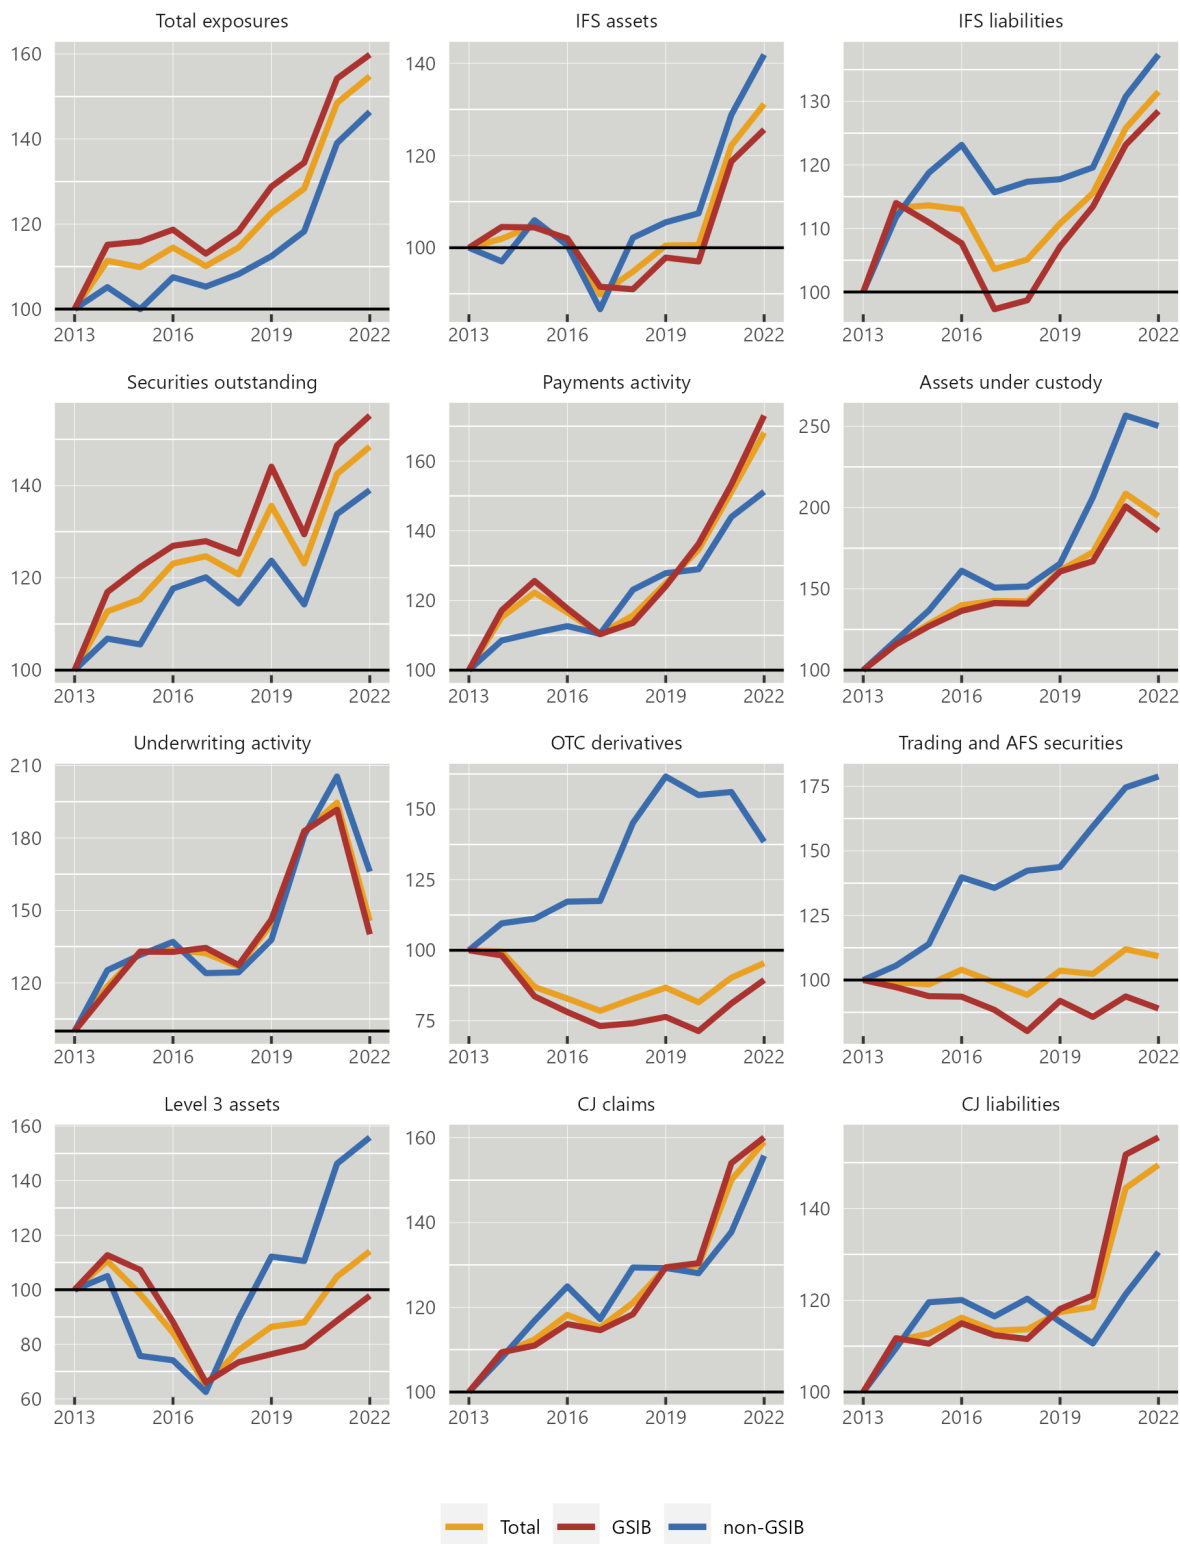 Total exposures
IFS assets
IFS liabilities
160
140
120
100
2013 2016 2019 2022
140
120
100
2013 2016 2019 2022
130
120
110
100
2013 2016 2019 2022
Securities outstanding
Payments activity
Assets under custody
140
120
100
2013 2016 2019 2022
160
140
120
100
2013 2016 2019 2022
250
200
150
100
2013 2016 2019 2022
Underwriting activity
OTC derivatives
Trading and AFS securities
210
180
150
120
2013 2016 2019 2022
150
125
100
75
2013 2016 2019 2022
175
150
125
100
2013 2016 2019 2022
Level 3 assets
CJ claims
CJ liabilities
160
140
120
100
80
60
2013 2016 2019 2022
160
140
120
100
2013 2016 2019 2022
140
120
100
2013 2016 2019 2022
Total GSIB non-GSIB